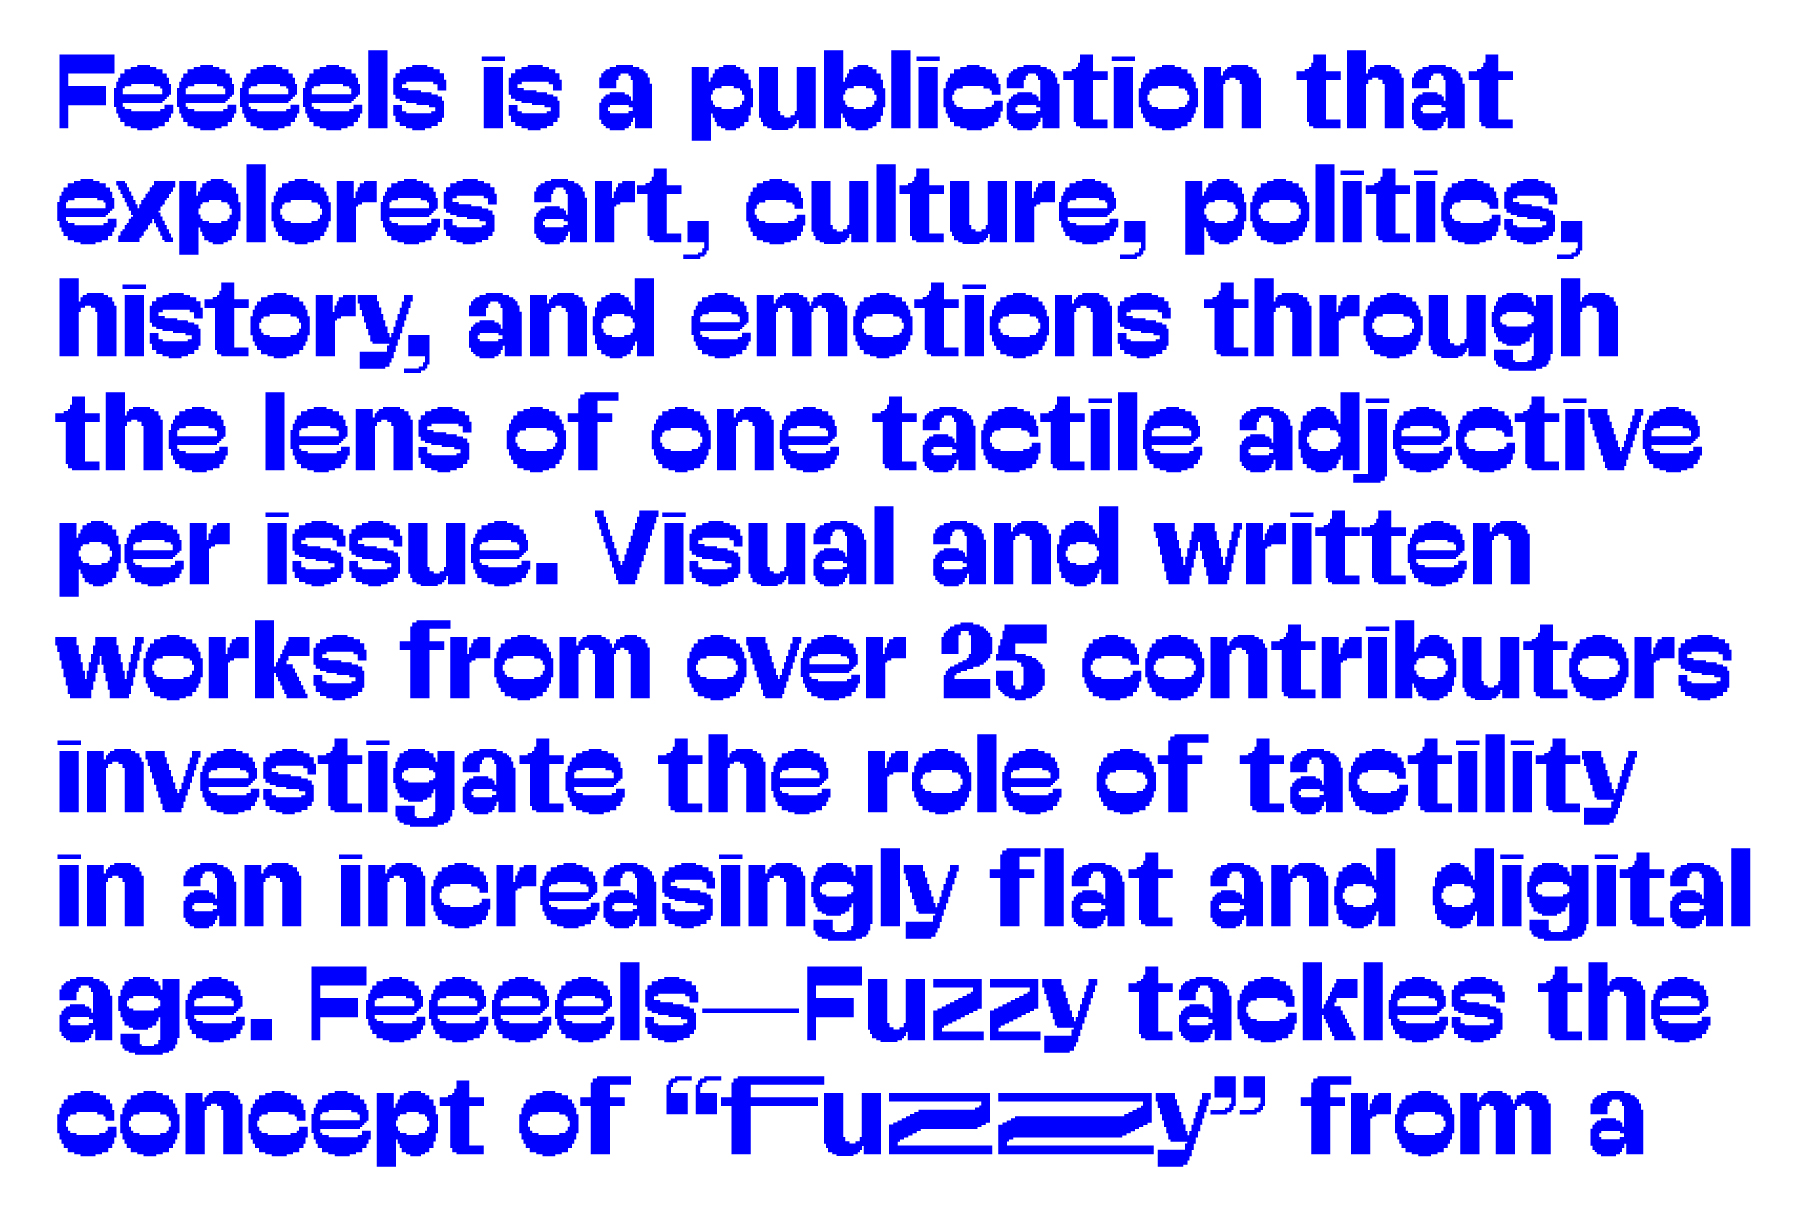 Feeeels is a publication that
explores art, culture, politics,
history, and emotions through
the lens of one tactile adjective
per issue. Visual and written
works from over 25 contributors
investigate the role of tactility
in an increasingly flat and digital
age. Feeeels—Fuzzy tackles the
concept of “fuzzy” from a